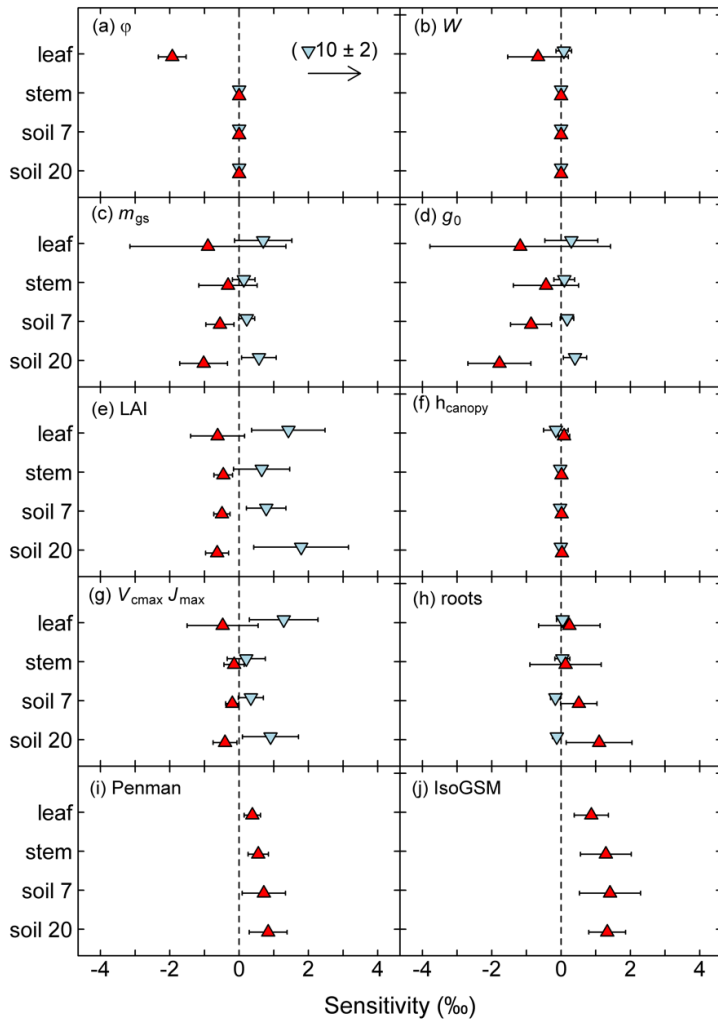 (a) φ
(▽10 ± 2)
(b) W
leaf
stem
soil 7
soil 20
(c) mgs
(d) g0
leaf
stem
soil 7
soil 20
(e) LAI
(f) hcanopy
leaf
stem
soil 7
soil 20
(g) Vcmax Jmax
(h) roots
leaf
stem
soil 7
soil 20
(i) Penman
(j) IsoGSM
leaf
stem
soil 7
soil 20
-4 -2 0 2 4 -4 -2 0 2 4
Sensitivity (‰)